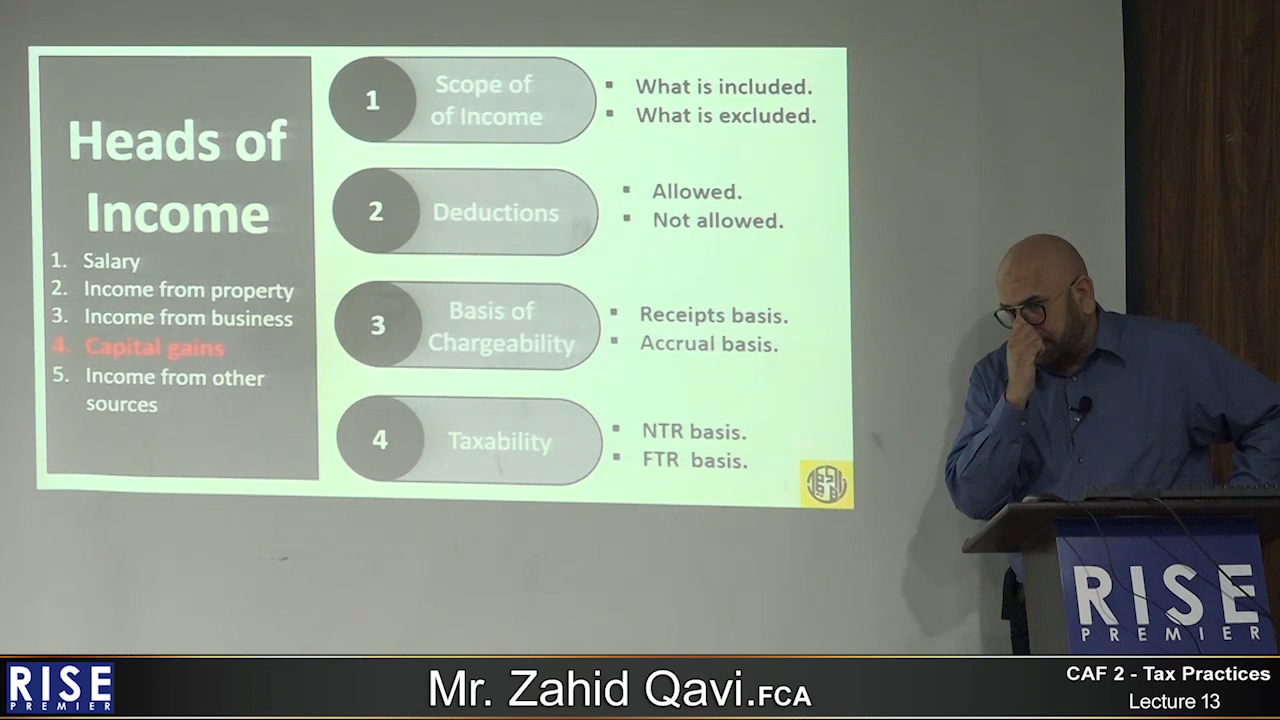 Heads of
Income
1. Salary
2. Income from property
3. Income from business
4. Capital gains
5. Income from other
sources
1
Scope of
of Income
▪ What is included.
▪ What is excluded.
2
Deductions
▪ Allowed.
▪ Not allowed.
3
Basis of
Chargeability
▪ Receipts basis.
▪ Accrual basis.
4
Taxability
▪ NTR basis.
▪ FTR basis.
RISE
PREMIER
RISE
PREMIER
Mr. Zahid Qavi.FCA
CAF 2 - Tax Practices
Lecture 13